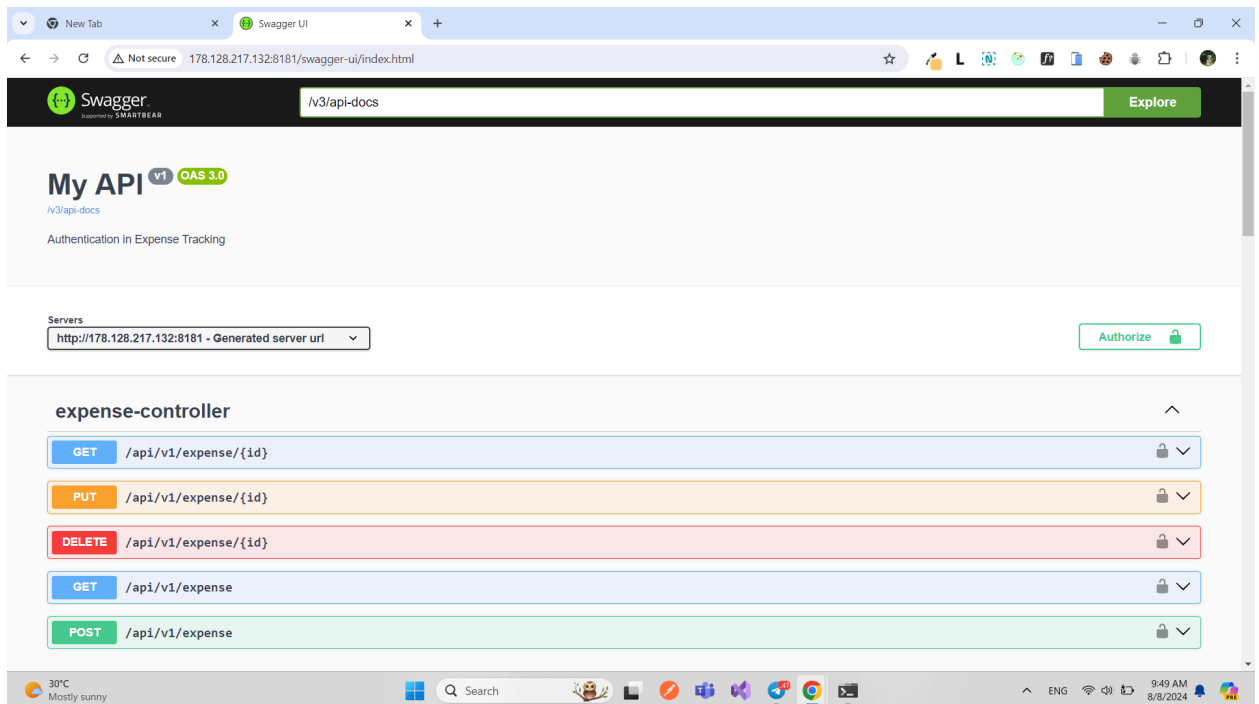 New Tab
Swagger UI
Not secure 178.128.217.132:8181/swagger-ui/index.html
Swagger.
Supported by SMARTBEAR
/v3/api-docs
Explore
My API v1 OAS 3.0
/v3/api-docs
Authentication in Expense Tracking
Servers
http://178.128.217.132:8181 - Generated server url
Authorize
expense-controller
GET /api/v1/expense/{id}
PUT /api/v1/expense/{id}
DELETE /api/v1/expense/{id}
GET /api/v1/expense
POST /api/v1/expense
30°C
Mostly sunny
Search
ENG
9:49 AM
8/8/2024